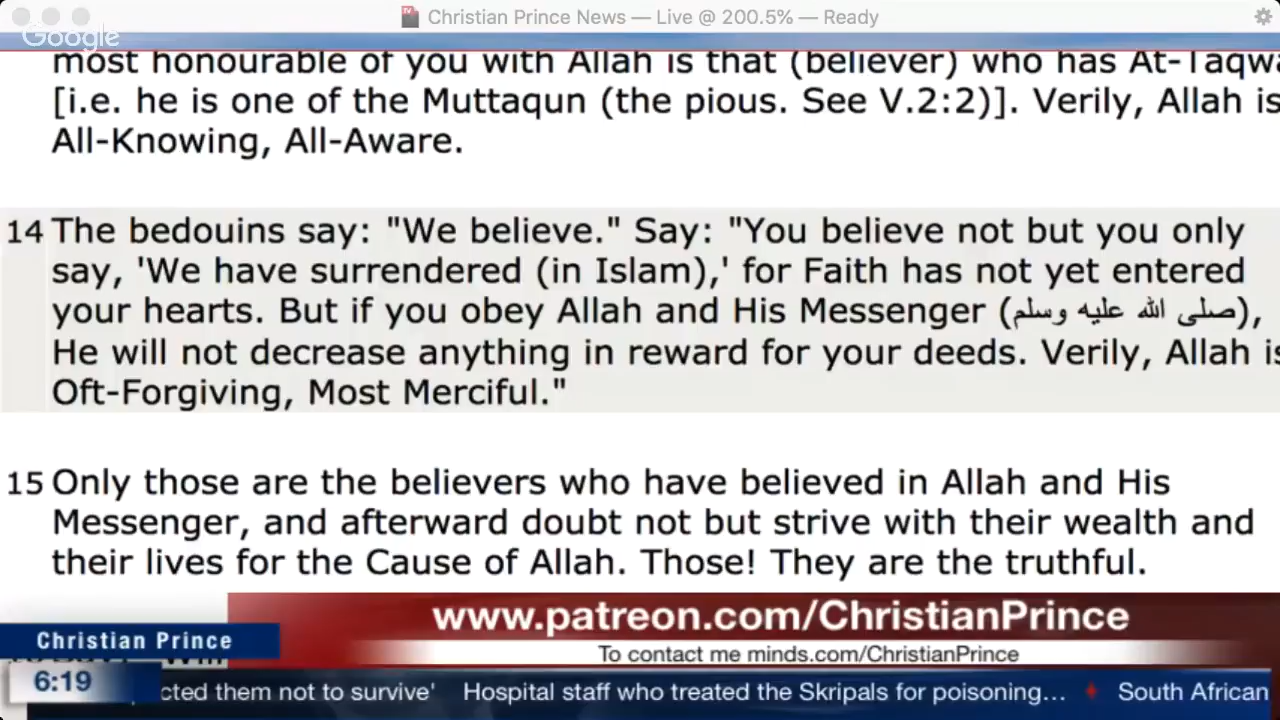 Christian Prince News — Live @ 200.5% — Ready
Google
most honourable of you with Allah is that (believer) who has At-Taqwa
[i.e. he is one of the Muttaqun (the pious. See V.2:2)]. Verily, Allah is
All-Knowing, All-Aware.
14 The bedouins say: "We believe." Say: "You believe not but you only
say, 'We have surrendered (in Islam),' for Faith has not yet entered
your hearts. But if you obey Allah and His Messenger (صلى الله عليه وسلم),
He will not decrease anything in reward for your deeds. Verily, Allah is
Oft-Forgiving, Most Merciful."
15 Only those are the believers who have believed in Allah and His
Messenger, and afterward doubt not but strive with their wealth and
their lives for the Cause of Allah. Those! They are the truthful.
www.patreon.com/ChristianPrince
Christian Prince
To contact me minds.com/ChristianPrince
6:19
cted them not to survive' Hospital staff who treated the Skripals for poisoning... South African